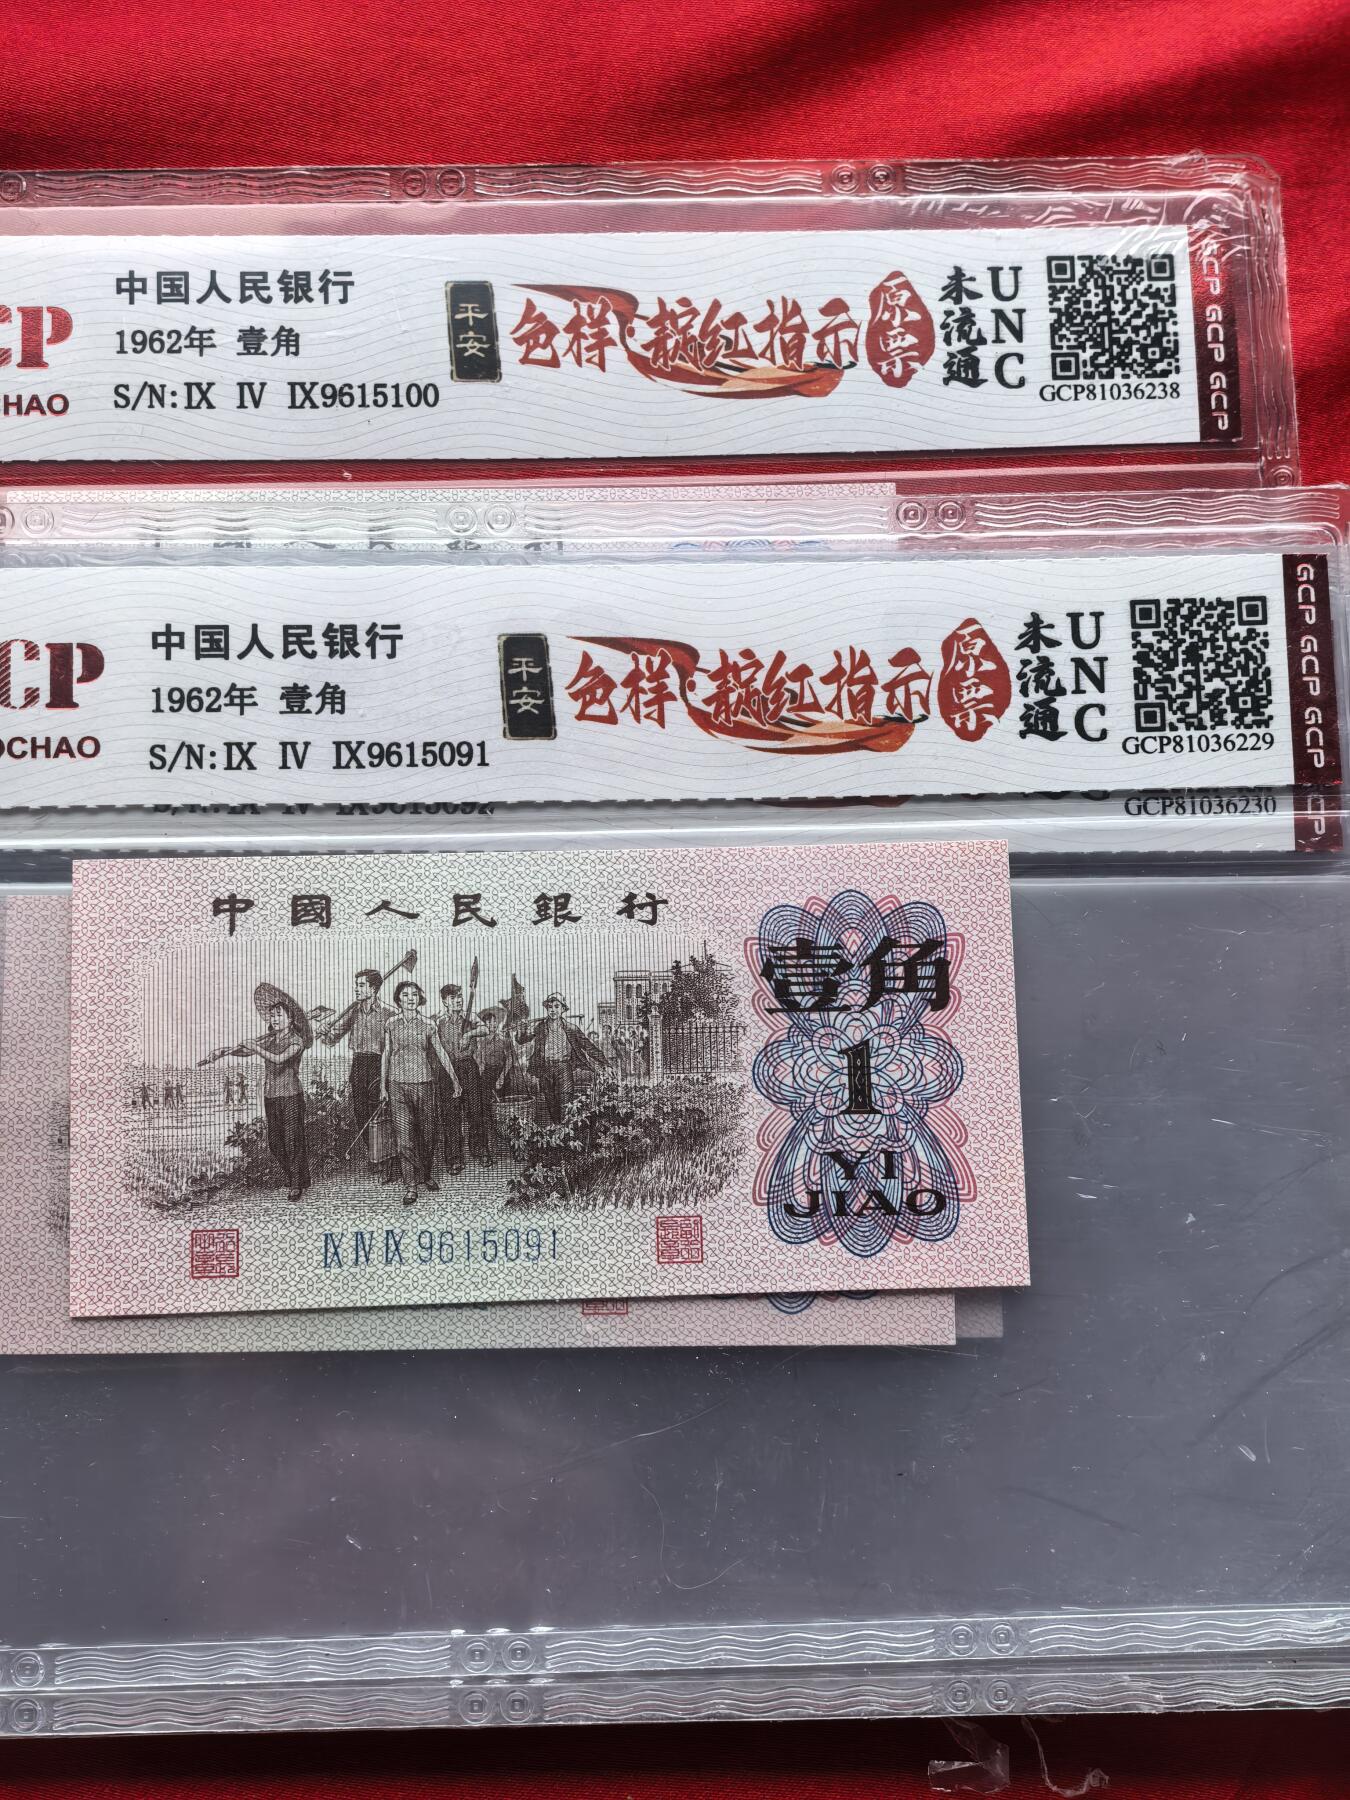 CP
CHAO
中国人民银行
1962年 壹角
S/N:Ⅸ Ⅳ Ⅸ9615100
平安
色样·靛红指示
原票
未流通
UNC
GCP81036238
GCP GCP GCP
CP
OCHAO
中国人民银行
1962年 壹角
S/N:Ⅸ Ⅳ Ⅸ9615091
平安
色样·靛红指示
原票
未流通
UNC
GCP81036229
GCP GCP GCP
S/N:Ⅸ Ⅳ Ⅸ9615092
GCP81036230
中國人民銀行
壹角
1
YI
JIAO
ⅨⅣⅨ9615091